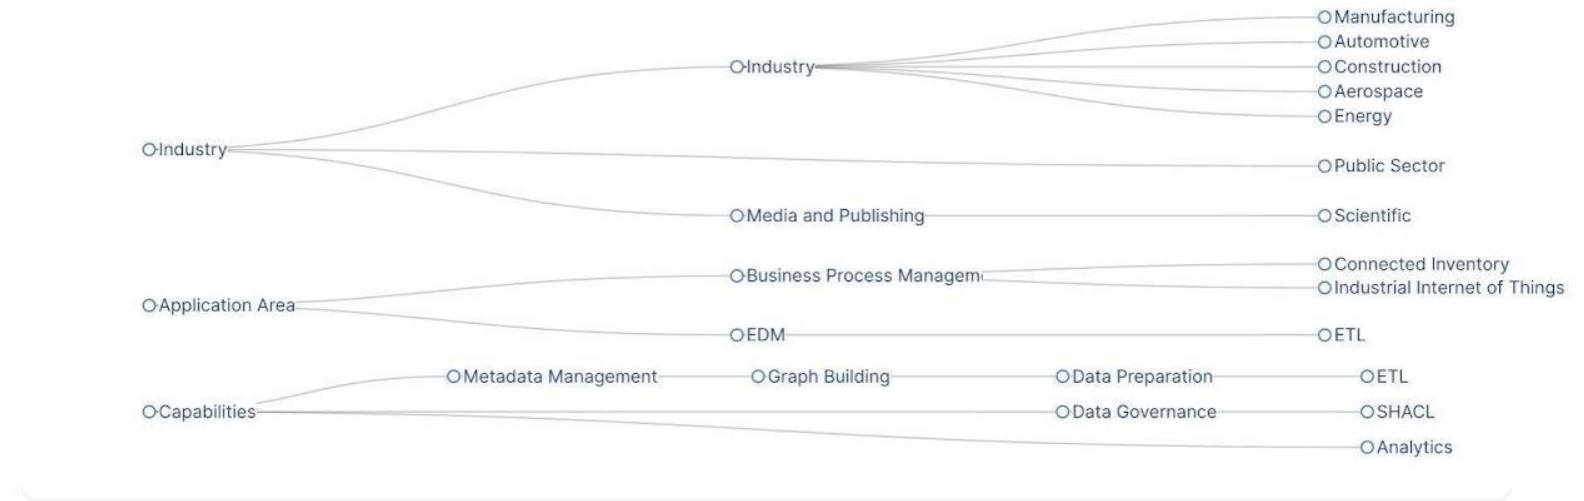 Manufacturing
Automotive
Industry
Construction
Aerospace
Energy
Industry
Public Sector
Media and Publishing
Scientific
Connected Inventory
Business Process Managem
Industrial Internet of Things
Application Area
EDM
ETL
Metadata Management
Graph Building
Data Preparation
ETL
Capabilities
Data Governance
SHACL
Analytics